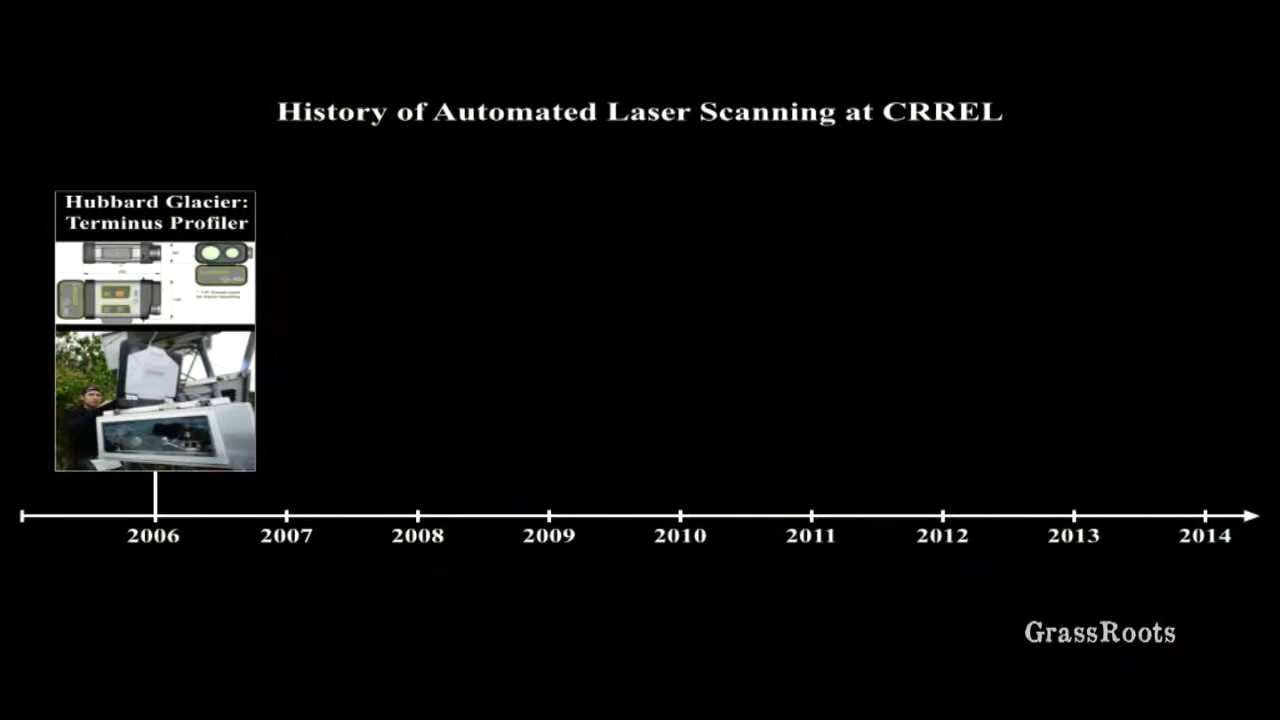 History of Automated Laser Scanning at CRREL
Hubbard Glacier:
Terminus Profiler
2006 2007 2008 2009 2010 2011 2012 2013 2014
GrassRoots